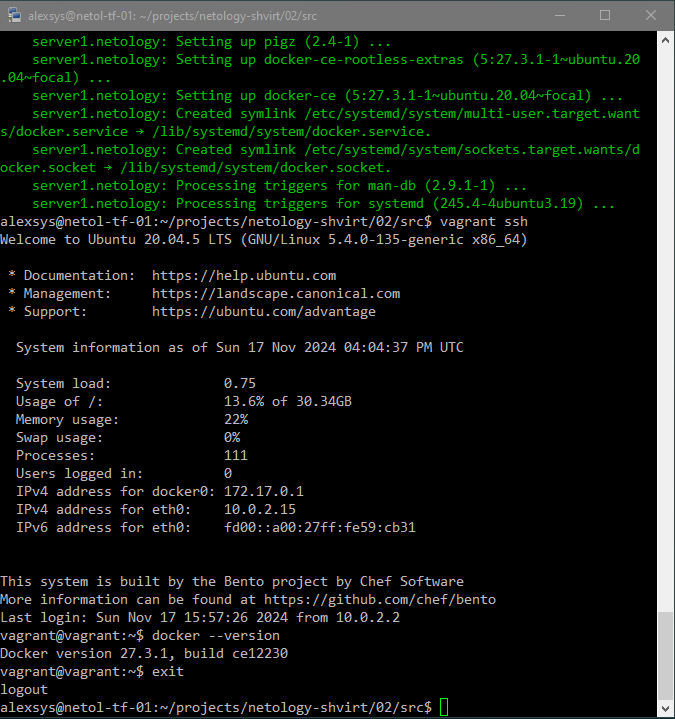 alexsys@netol-tf-01: ~/projects/netology-shvirt/02/src
    server1.netology: Setting up pigz (2.4-1) ...
    server1.netology: Setting up docker-ce-rootless-extras (5:27.3.1-1~ubuntu.20
.04~focal) ...
    server1.netology: Setting up docker-ce (5:27.3.1-1~ubuntu.20.04~focal) ...
    server1.netology: Created symlink /etc/systemd/system/multi-user.target.want
s/docker.service → /lib/systemd/system/docker.service.
    server1.netology: Created symlink /etc/systemd/system/sockets.target.wants/d
ocker.socket → /lib/systemd/system/docker.socket.
    server1.netology: Processing triggers for man-db (2.9.1-1) ...
    server1.netology: Processing triggers for systemd (245.4-4ubuntu3.19) ...
alexsys@netol-tf-01:~/projects/netology-shvirt/02/src$ vagrant ssh
Welcome to Ubuntu 20.04.5 LTS (GNU/Linux 5.4.0-135-generic x86_64)

 * Documentation:  https://help.ubuntu.com
 * Management:     https://landscape.canonical.com
 * Support:        https://ubuntu.com/advantage

  System information as of Sun 17 Nov 2024 04:04:37 PM UTC

  System load:              0.75
  Usage of /:               13.6% of 30.34GB
  Memory usage:             22%
  Swap usage:               0%
  Processes:                111
  Users logged in:          0
  IPv4 address for docker0: 172.17.0.1
  IPv4 address for eth0:    10.0.2.15
  IPv6 address for eth0:    fd00::a00:27ff:fe59:cb31


This system is built by the Bento project by Chef Software
More information can be found at https://github.com/chef/bento
Last login: Sun Nov 17 15:57:26 2024 from 10.0.2.2
vagrant@vagrant:~$ docker --version
Docker version 27.3.1, build ce12230
vagrant@vagrant:~$ exit
logout
alexsys@netol-tf-01:~/projects/netology-shvirt/02/src$